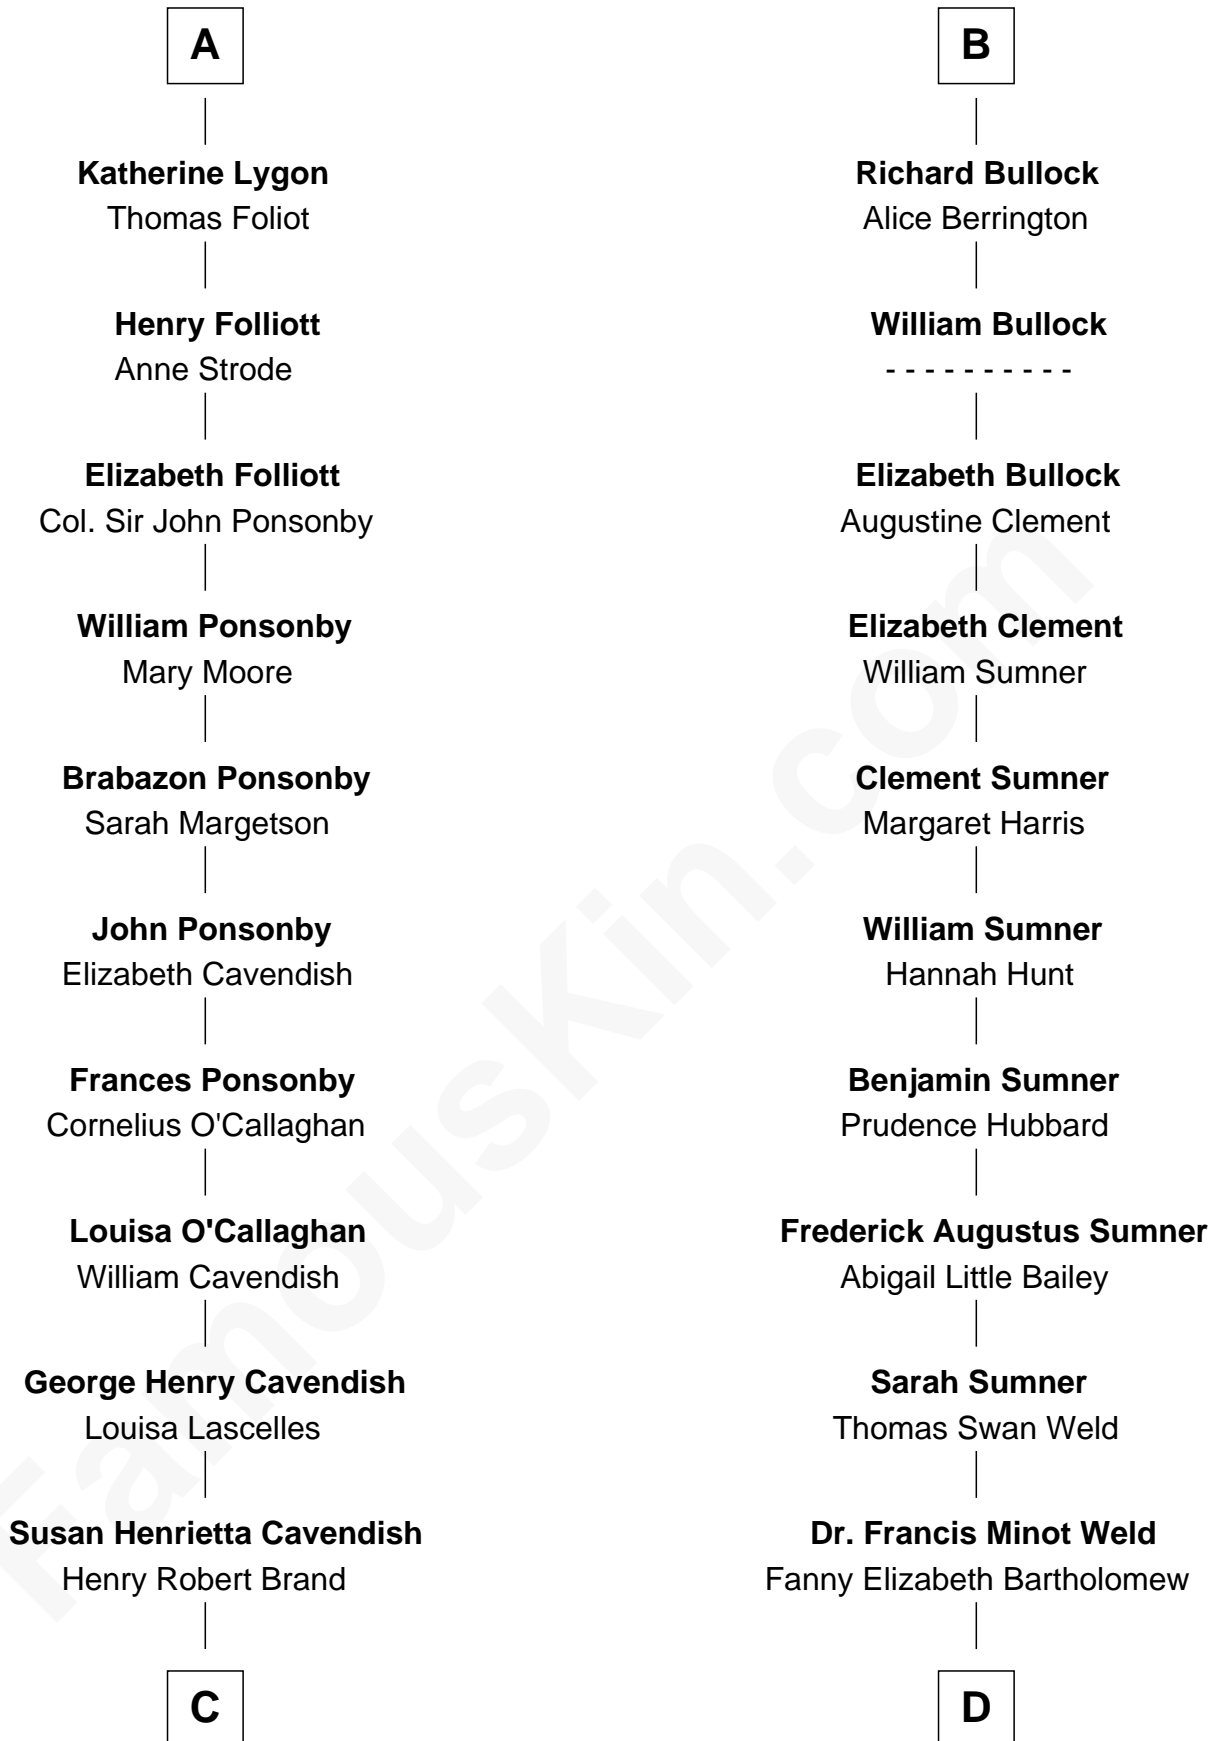 A
Katherine Lygon
Thomas Foliot
Henry Folliott
Anne Strode
Elizabeth Folliott
Col. Sir John Ponsonby
William Ponsonby
Mary Moore
Brabazon Ponsonby
Sarah Margetson
John Ponsonby
Elizabeth Cavendish
Frances Ponsonby
Cornelius O'Callaghan
Louisa O'Callaghan
William Cavendish
George Henry Cavendish
Louisa Lascelles
Susan Henrietta Cavendish
Henry Robert Brand
C
B
Richard Bullock
Alice Berrington
William Bullock
- - - - - - - - - -
Elizabeth Bullock
Augustine Clement
Elizabeth Clement
William Sumner
Clement Sumner
Margaret Harris
William Sumner
Hannah Hunt
Benjamin Sumner
Prudence Hubbard
Frederick Augustus Sumner
Abigail Little Bailey
Sarah Sumner
Thomas Swan Weld
Dr. Francis Minot Weld
Fanny Elizabeth Bartholomew
D
FamousKin.com